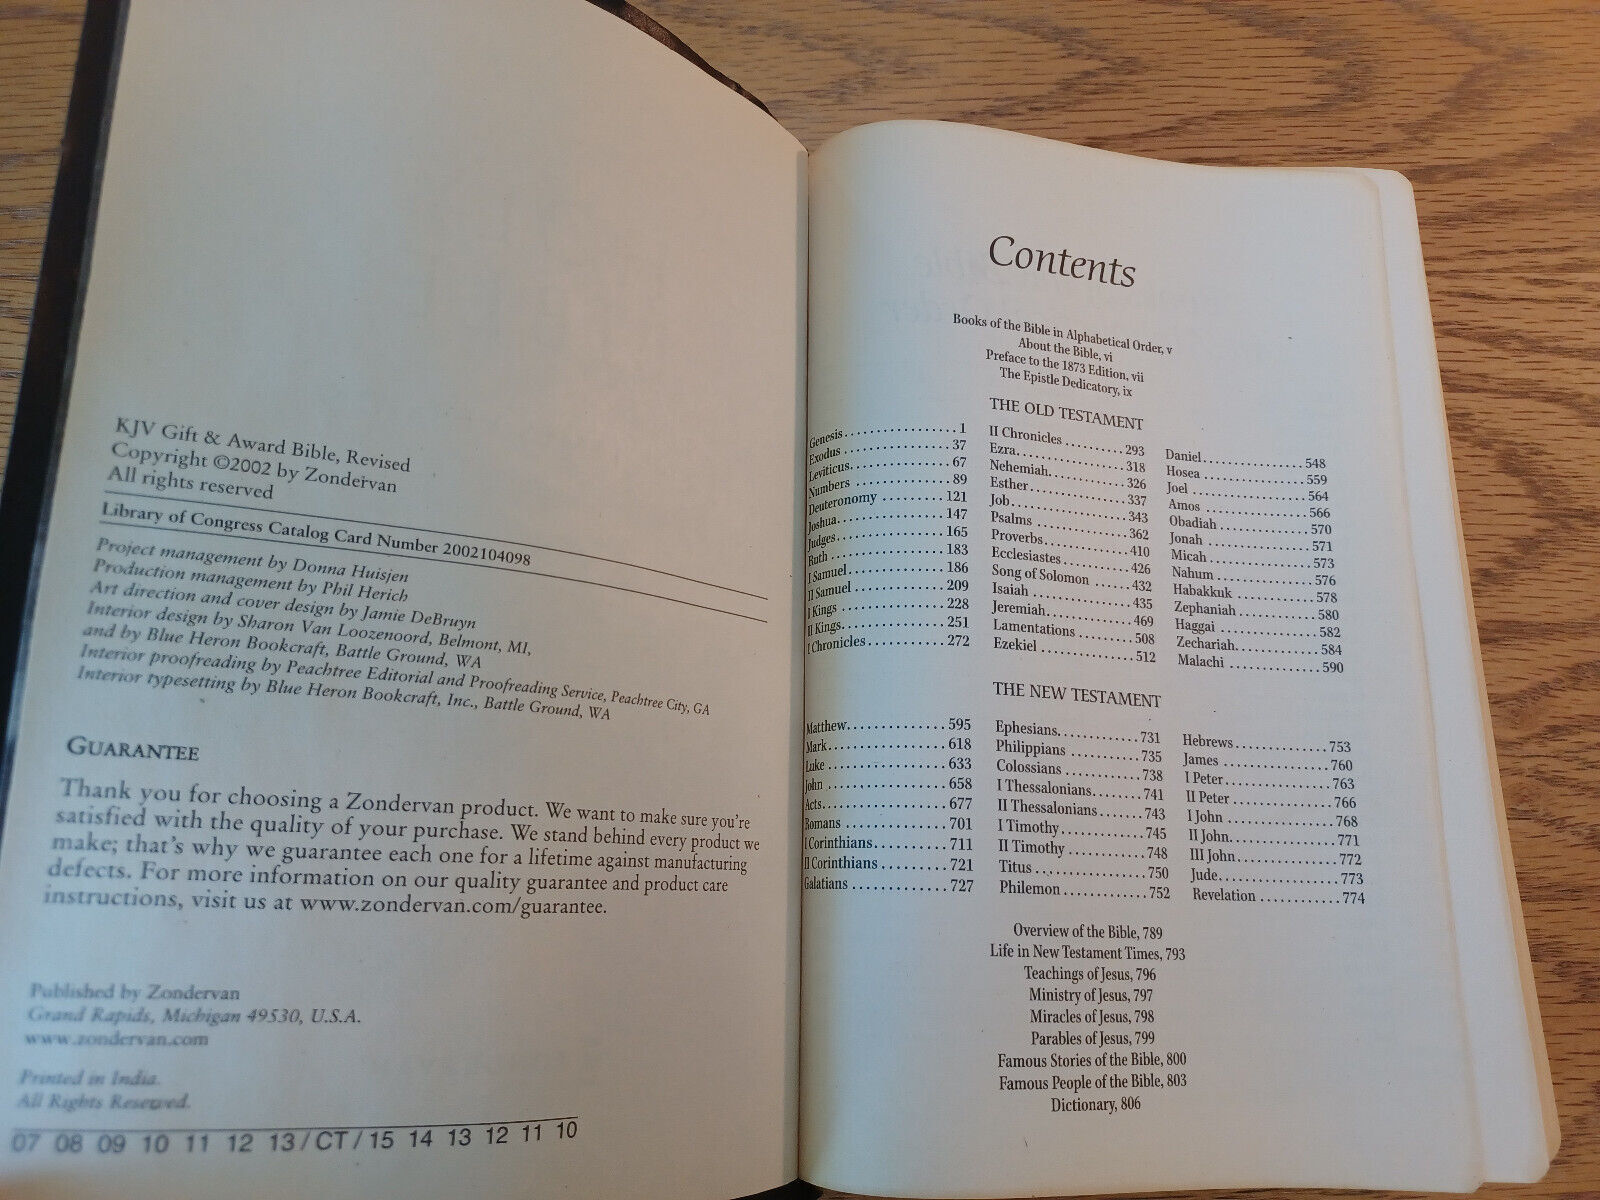 KJV Gift & Award Bible, Revised
Copyright ©2002 by Zondervan
All rights reserved
Library of Congress Catalog Card Number 2002104098
Project management by Donna Huisjen
Production management by Phil Herich
Art direction and cover design by Jamie DeBruyn
Interior design by Sharon Van Loozenoord, Belmont, MI,
and by Blue Heron Bookcraft, Battle Ground, WA
Interior proofreading by Peachtree Editorial and Proofreading Service, Peachtree City, GA
Interior typesetting by Blue Heron Bookcraft, Inc., Battle Ground, WA
GUARANTEE
Thank you for choosing a Zondervan product. We want to make sure you're
satisfied with the quality of your purchase. We stand behind every product we
make; that's why we guarantee each one for a lifetime against manufacturing
defects. For more information on our quality guarantee and product care
instructions, visit us at www.zondervan.com/guarantee.
Published by Zondervan
Grand Rapids, Michigan 49530, U.S.A.
www.zondervan.com
Printed in India.
All Rights Reserved.
07 08 09 10 11 12 13/CT/15 14 13 12 11 10
Contents
Books of the Bible in Alphabetical Order, v
About the Bible, vi
Preface to the 1873 Edition, vii
The Epistle Dedicatory, ix
THE OLD TESTAMENT
Genesis.................1
Exodus ................37
Leviticus...............67
Numbers ..............89
Deuteronomy .........121
Joshua................147
Judges................165
Ruth .................183
I Samuel..............186
II Samuel .............209
I Kings ...............228
II Kings...............251
I Chronicles ...........272
II Chronicles .........293
Ezra................318
Nehemiah............326
Esther..............337
Job.................343
Psalms ..............362
Proverbs.............410
Ecclesiastes ..........426
Song of Solomon ......432
Isaiah ...............435
Jeremiah.............469
Lamentations .........508
Ezekiel ..............512
Daniel...............548
Hosea ...............559
Joel ................564
Amos ...............566
Obadiah .............570
Jonah ...............571
Micah ...............573
Nahum ..............576
Habakkuk ............578
Zephaniah ...........580
Haggai ..............582
Zechariah............584
Malachi .............590
THE NEW TESTAMENT
Matthew..............595
Mark.................618
Luke .................633
John .................658
Acts..................677
Romans ...............701
I Corinthians...........711
II Corinthians ..........721
Galatians ..............727
Ephesians............731
Philippians ...........735
Colossians ...........738
I Thessalonians........741
II Thessalonians.......743
I Timothy............745
II Timothy ...........748
Titus................750
Philemon ............752
Hebrews.............753
James ...............760
I Peter..............763
II Peter .............766
I John ..............768
II John..............771
III John.............772
Jude................773
Revelation ............774
Overview of the Bible, 789
Life in New Testament Times, 793
Teachings of Jesus, 796
Ministry of Jesus, 797
Miracles of Jesus, 798
Parables of Jesus, 799
Famous Stories of the Bible, 800
Famous People of the Bible, 803
Dictionary, 806